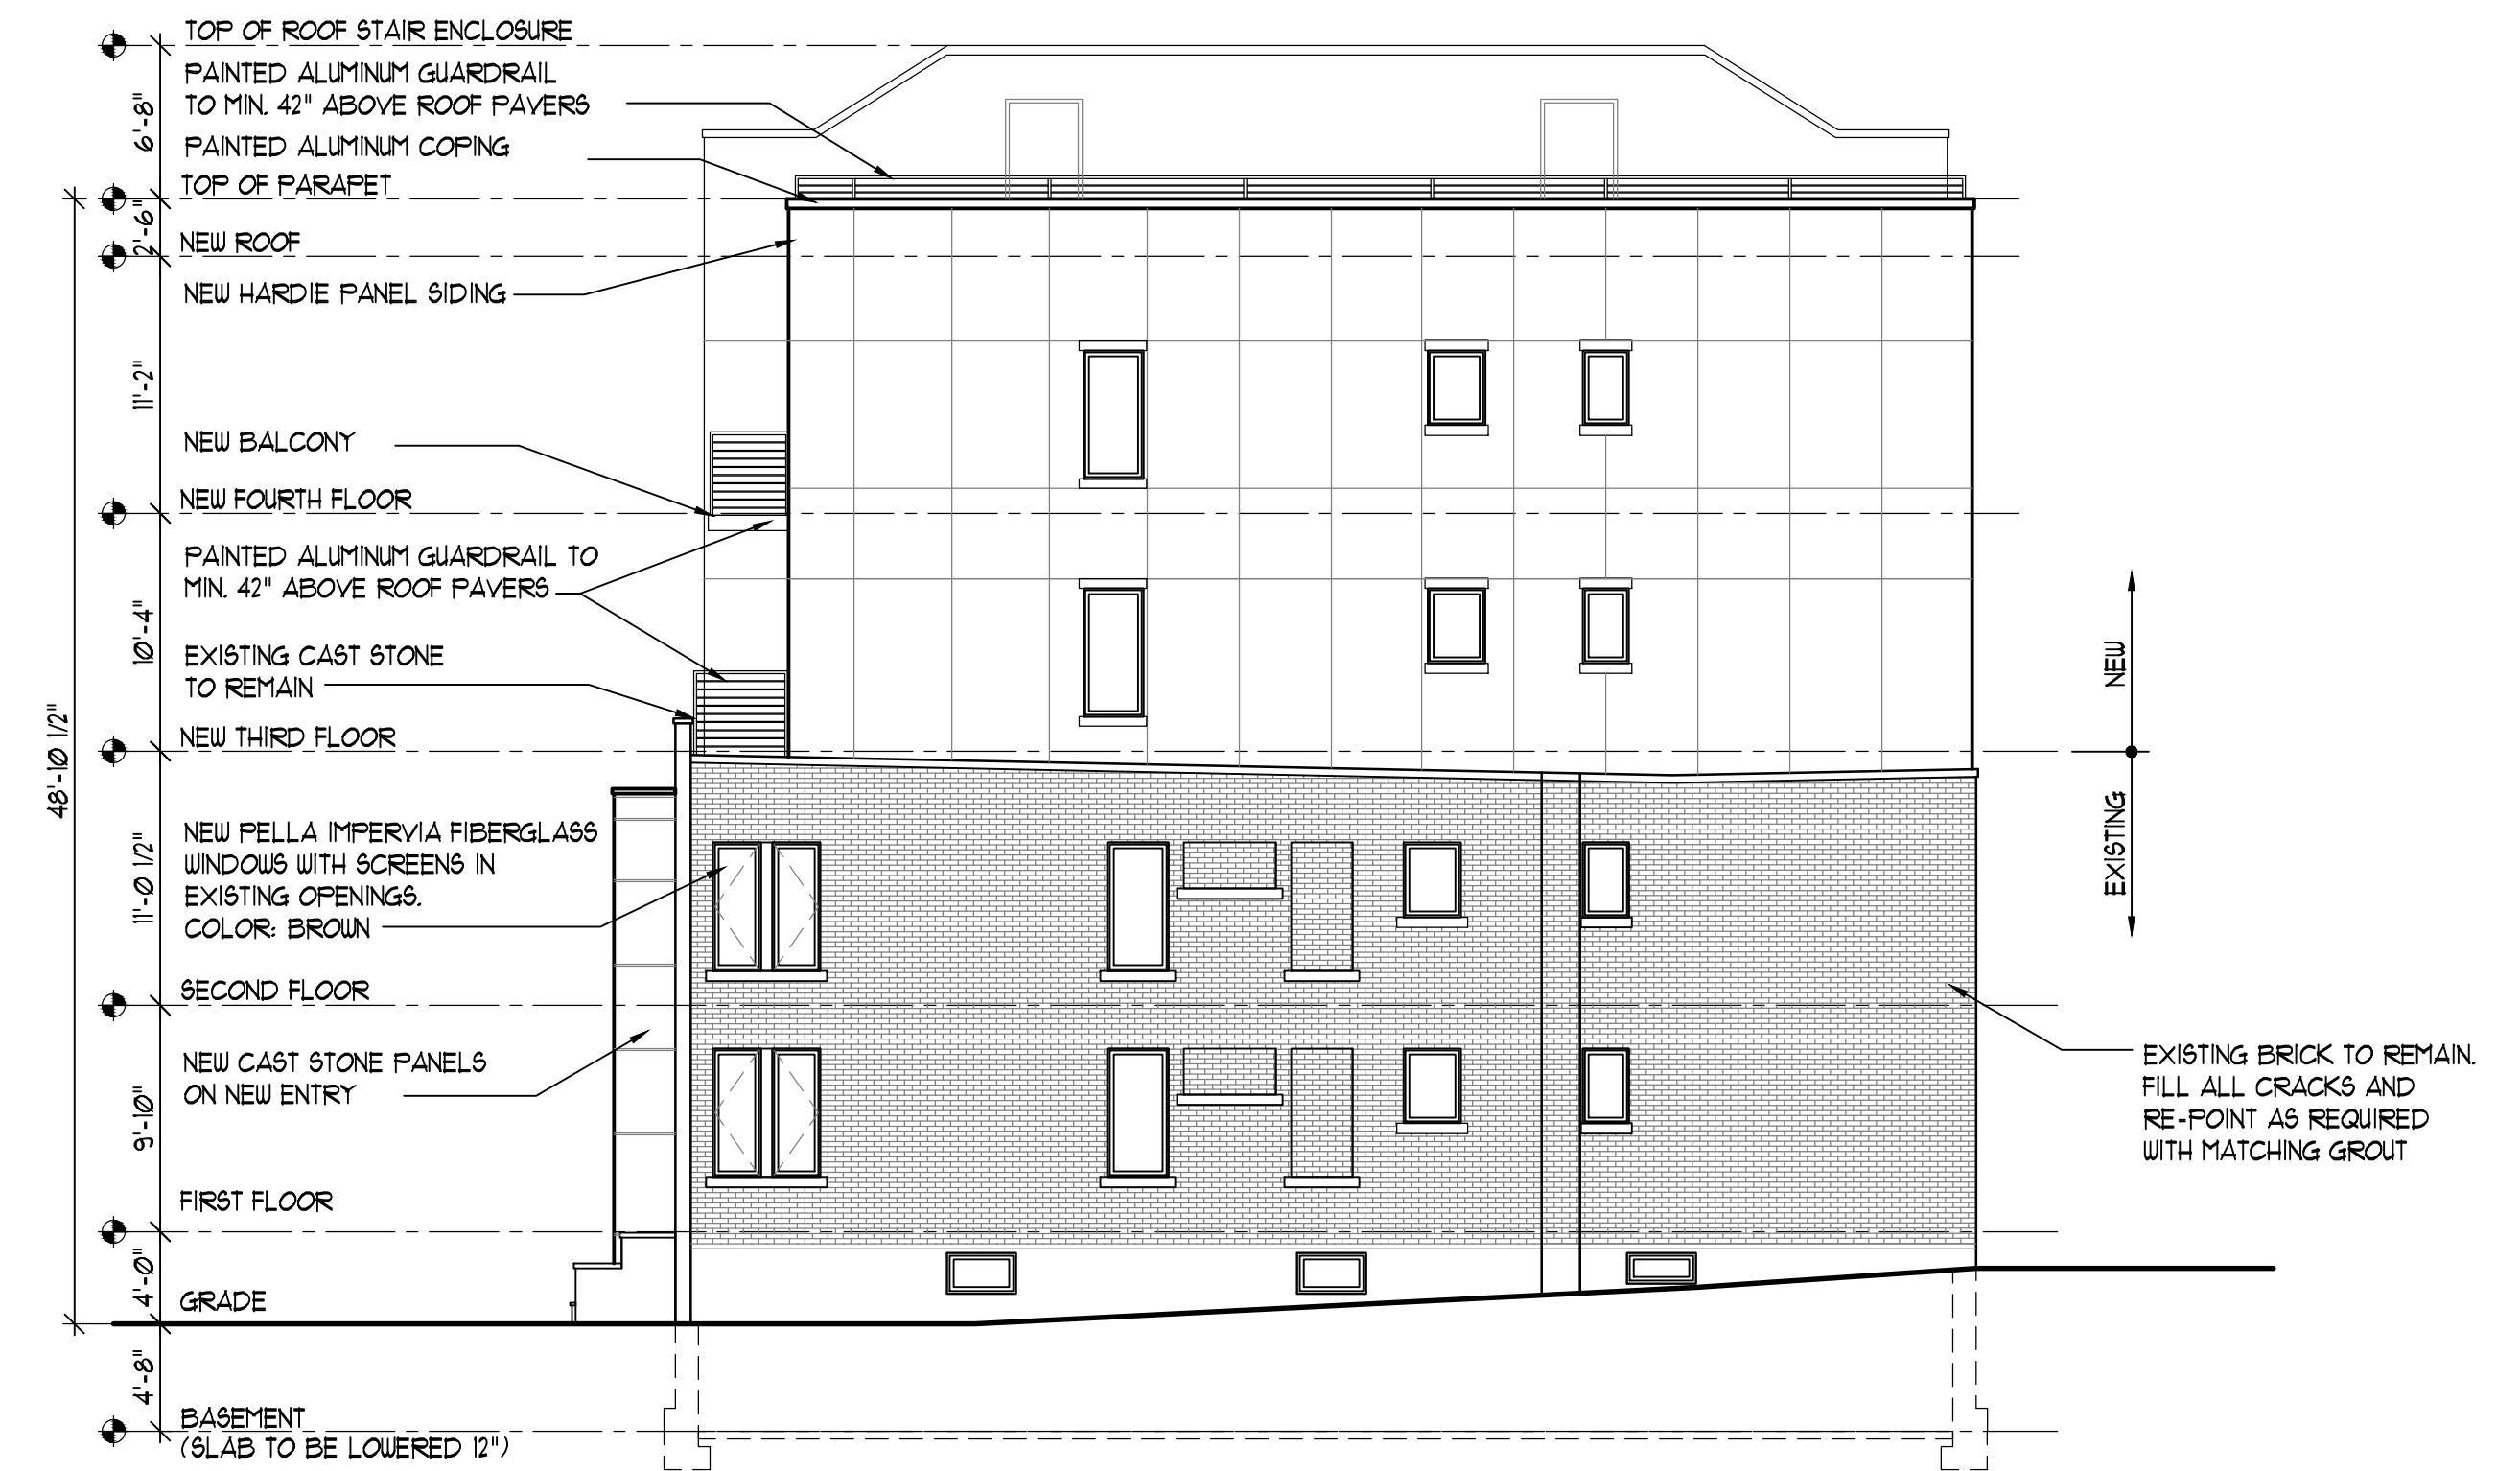 TOP OF ROOF STAIR ENCLOSURE
PAINTED ALUMINUM GUARDRAIL
TO MIN. 42" ABOVE ROOF PAVERS
6'-8"
PAINTED ALUMINUM COPING
TOP OF PARAPET
2'-6"
NEW ROOF
NEW HARDIE PANEL SIDING
11'-2"
NEW BALCONY
NEW FOURTH FLOOR
PAINTED ALUMINUM GUARDRAIL TO
MIN. 42" ABOVE ROOF PAVERS
10'-4"
EXISTING CAST STONE
TO REMAIN
NEW THIRD FLOOR
48'-10 1/2"
NEW PELLA IMPERVIA FIBERGLASS
WINDOWS WITH SCREENS IN
EXISTING OPENINGS.
COLOR: BROWN
11'-0 1/2"
SECOND FLOOR
NEW CAST STONE PANELS
ON NEW ENTRY
9'-10"
FIRST FLOOR
4'-0"
GRADE
4'-8"
BASEMENT
(SLAB TO BE LOWERED 12")
NEW
EXISTING
EXISTING BRICK TO REMAIN.
FILL ALL CRACKS AND
RE-POINT AS REQUIRED
WITH MATCHING GROUT